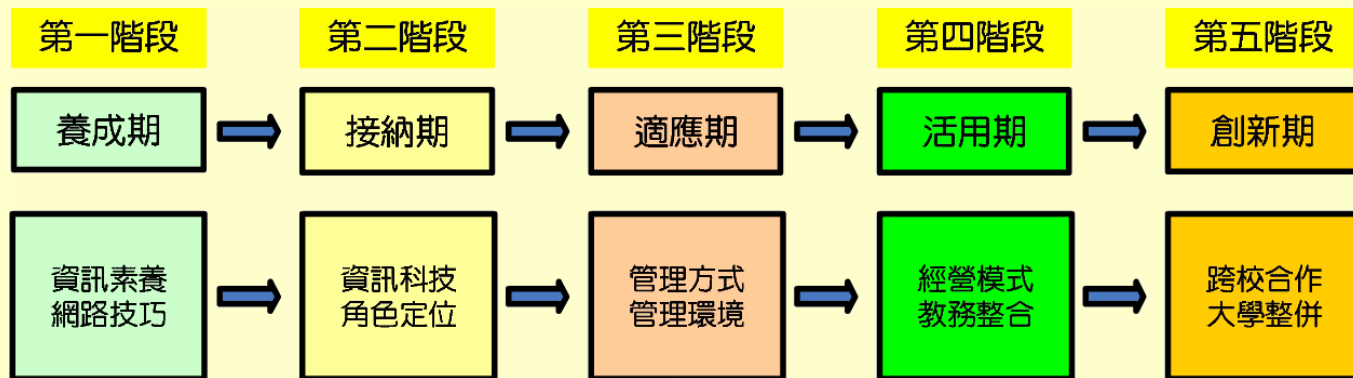 第一階段
第二階段
第三階段
第四階段
第五階段
養成期
接納期
適應期
活用期
創新期
資訊素養
網路技巧
資訊科技
角色定位
管理方式
管理環境
經營模式
教務整合
跨校合作
大學整併